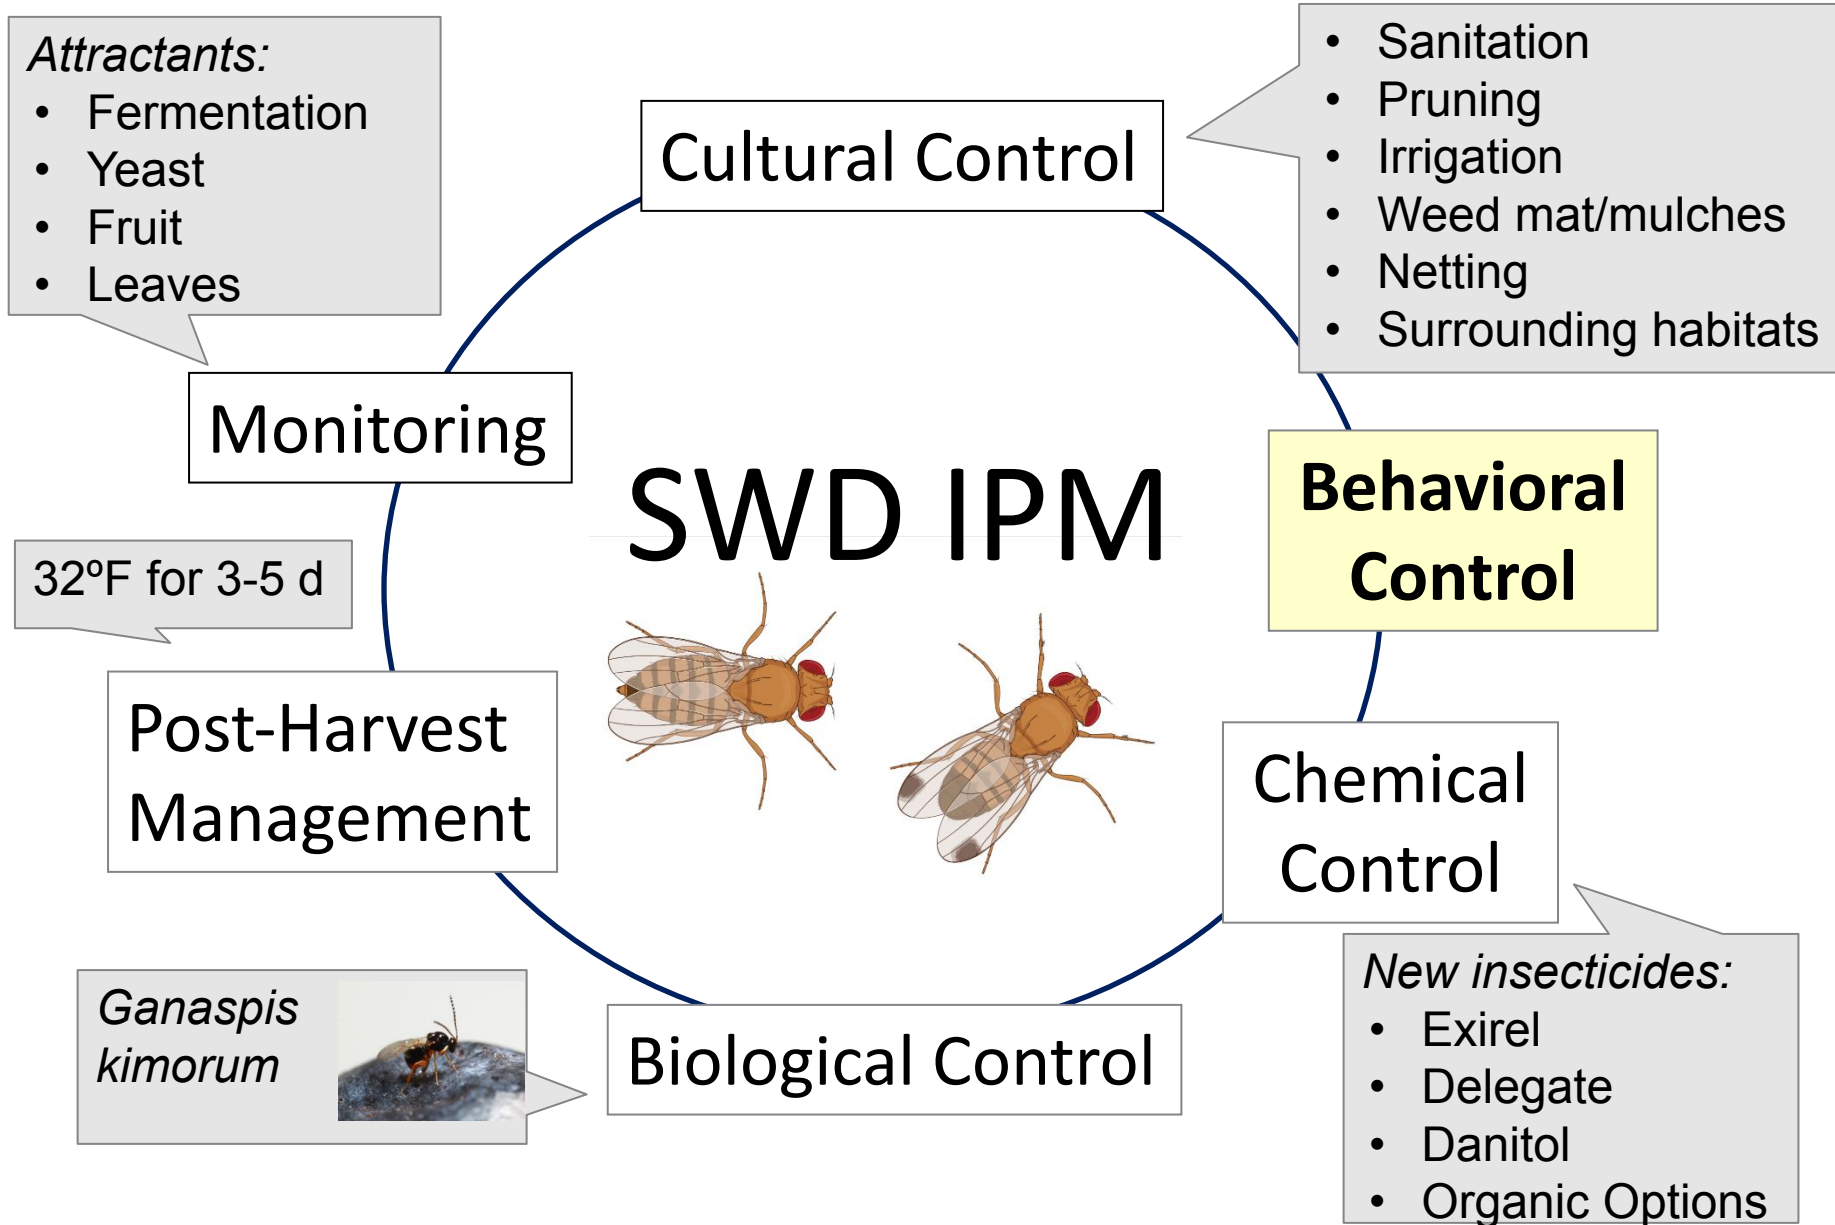 Attractants:
• Fermentation
• Yeast
• Fruit
• Leaves
Cultural Control
• Sanitation
• Pruning
• Irrigation
• Weed mat/mulches
• Netting
• Surrounding habitats
Monitoring
SWD IPM
Behavioral
Control
32ºF for 3-5 d
Post-Harvest
Management
Chemical
Control
Ganaspis
kimorum
Biological Control
New insecticides:
• Exirel
• Delegate
• Danitol
• Organic Options